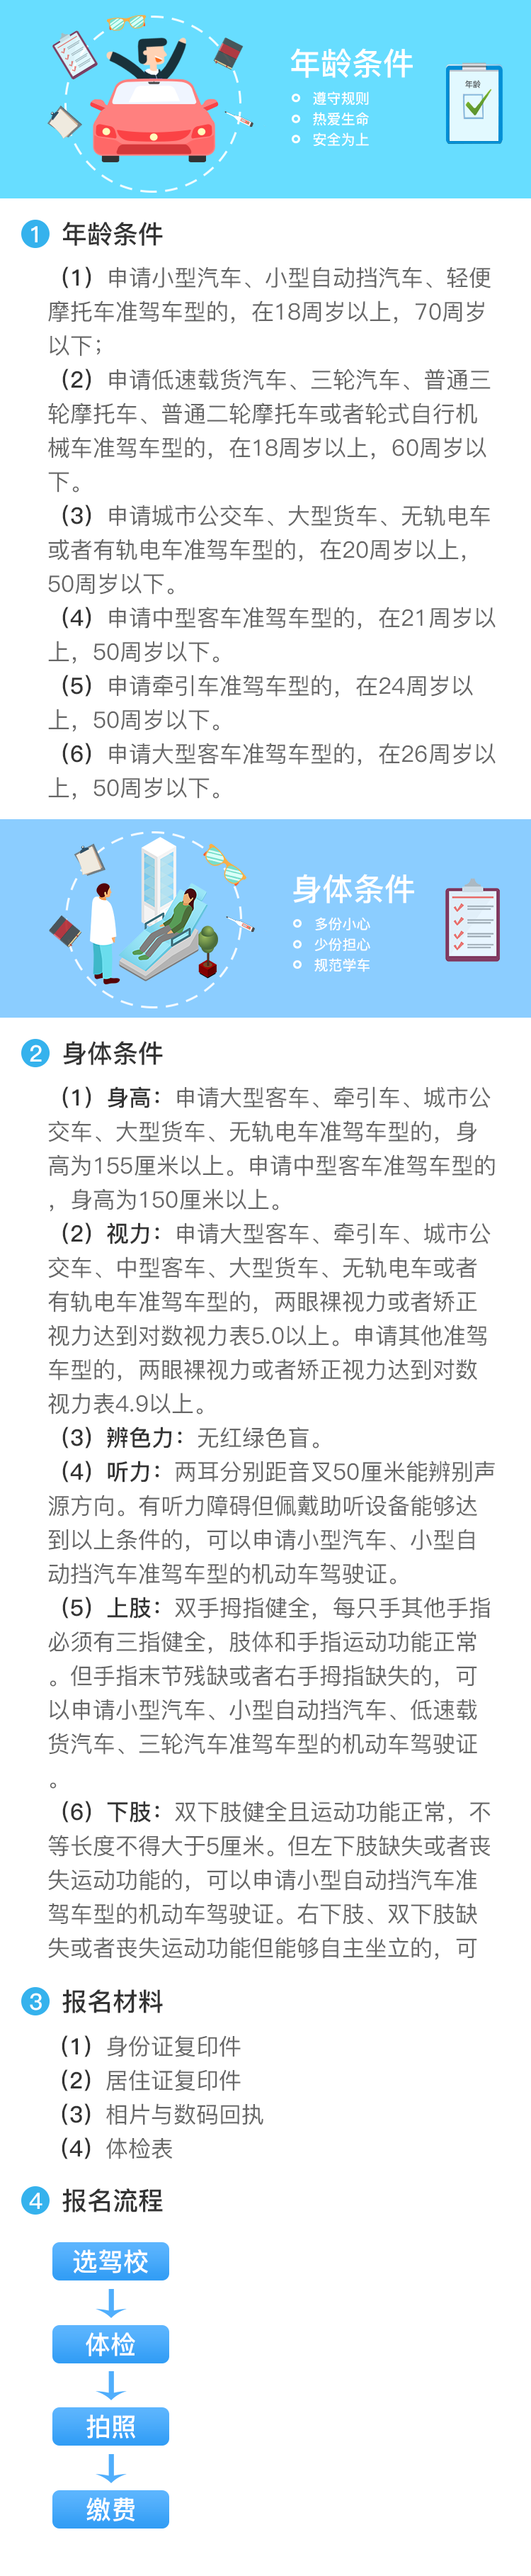 年龄条件
遵守规则
热爱生命
安全为上
年龄
1 年龄条件
（1）申请小型汽车、小型自动挡汽车、轻便
摩托车准驾车型的，在18周岁以上，70周岁
以下；
（2）申请低速载货汽车、三轮汽车、普通三
轮摩托车、普通二轮摩托车或者轮式自行机
械车准驾车型的，在18周岁以上，60周岁以
下。
（3）申请城市公交车、大型货车、无轨电车
或者有轨电车准驾车型的，在20周岁以上，
50周岁以下。
（4）申请中型客车准驾车型的，在21周岁以
上，50周岁以下。
（5）申请牵引车准驾车型的，在24周岁以
上，50周岁以下。
（6）申请大型客车准驾车型的，在26周岁以
上，50周岁以下。
身体条件
多份小心
少份担心
规范学车
2 身体条件
（1）身高：申请大型客车、牵引车、城市公
交车、大型货车、无轨电车准驾车型的，身
高为155厘米以上。申请中型客车准驾车型的
，身高为150厘米以上。
（2）视力：申请大型客车、牵引车、城市公
交车、中型客车、大型货车、无轨电车或者
有轨电车准驾车型的，两眼裸视力或者矫正
视力达到对数视力表5.0以上。申请其他准驾
车型的，两眼裸视力或者矫正视力达到对数
视力表4.9以上。
（3）辨色力：无红绿色盲。
（4）听力：两耳分别距音叉50厘米能辨别声
源方向。有听力障碍但佩戴助听设备能够达
到以上条件的，可以申请小型汽车、小型自
动挡汽车准驾车型的机动车驾驶证。
（5）上肢：双手拇指健全，每只手其他手指
必须有三指健全，肢体和手指运动功能正常
。但手指末节残缺或者右手拇指缺失的，可
以申请小型汽车、小型自动挡汽车、低速载
货汽车、三轮汽车准驾车型的机动车驾驶证
。
（6）下肢：双下肢健全且运动功能正常，不
等长度不得大于5厘米。但左下肢缺失或者丧
失运动功能的，可以申请小型自动挡汽车准
驾车型的机动车驾驶证。右下肢、双下肢缺
失或者丧失运动功能但能够自主坐立的，可
3 报名材料
（1）身份证复印件
（2）居住证复印件
（3）相片与数码回执
（4）体检表
4 报名流程
选驾校
体检
拍照
缴费